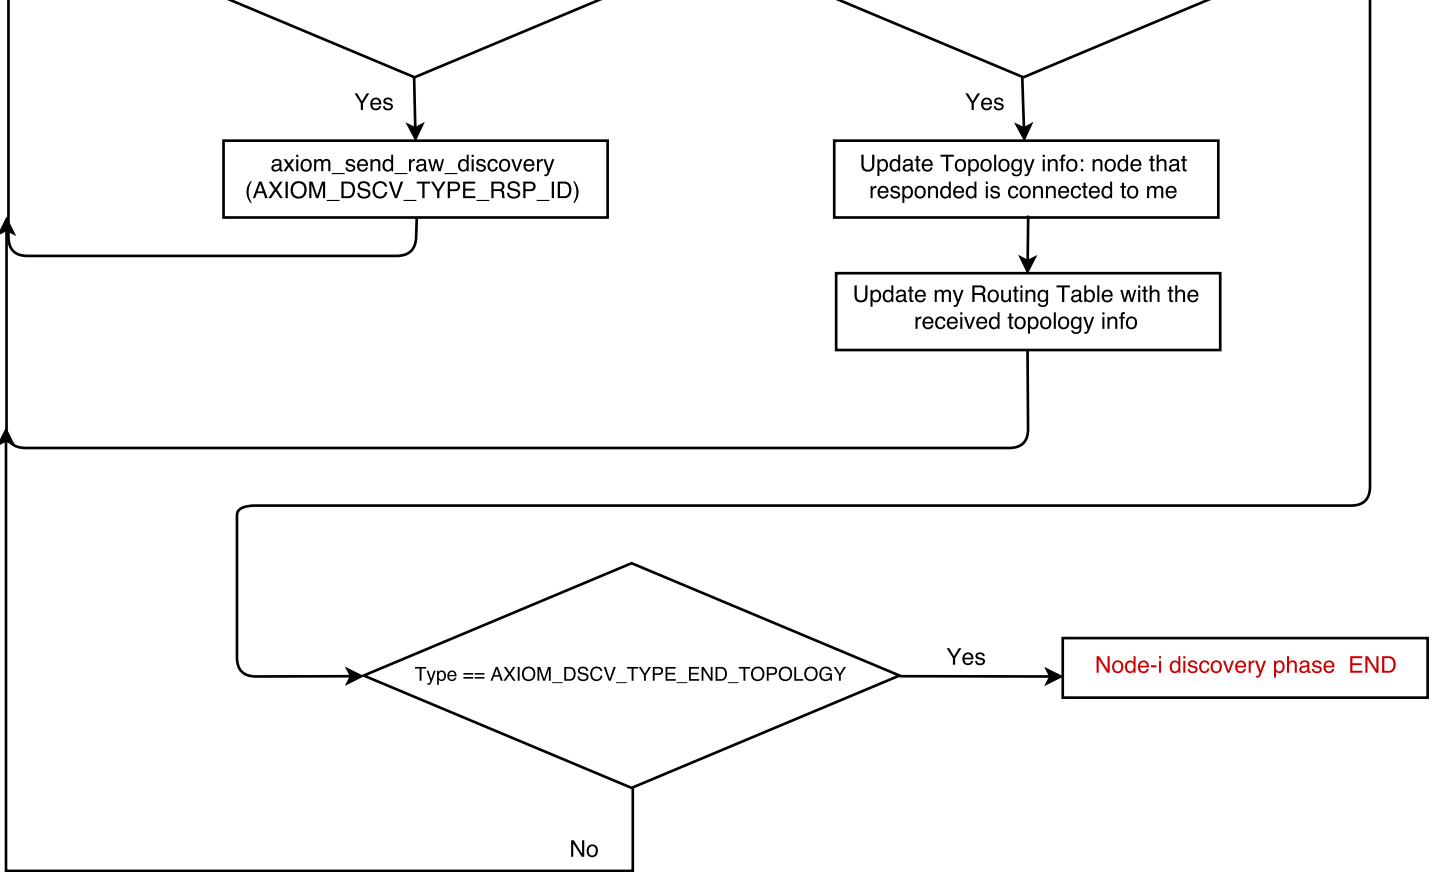 Yes
Yes
axiom_send_raw_discovery
(AXIOM_DSCV_TYPE_RSP_ID)
Update Topology info: node that
responded is connected to me
Update my Routing Table with the
received topology info
Type == AXIOM_DSCV_TYPE_END_TOPOLOGY
Yes
Node-i discovery phase  END
No